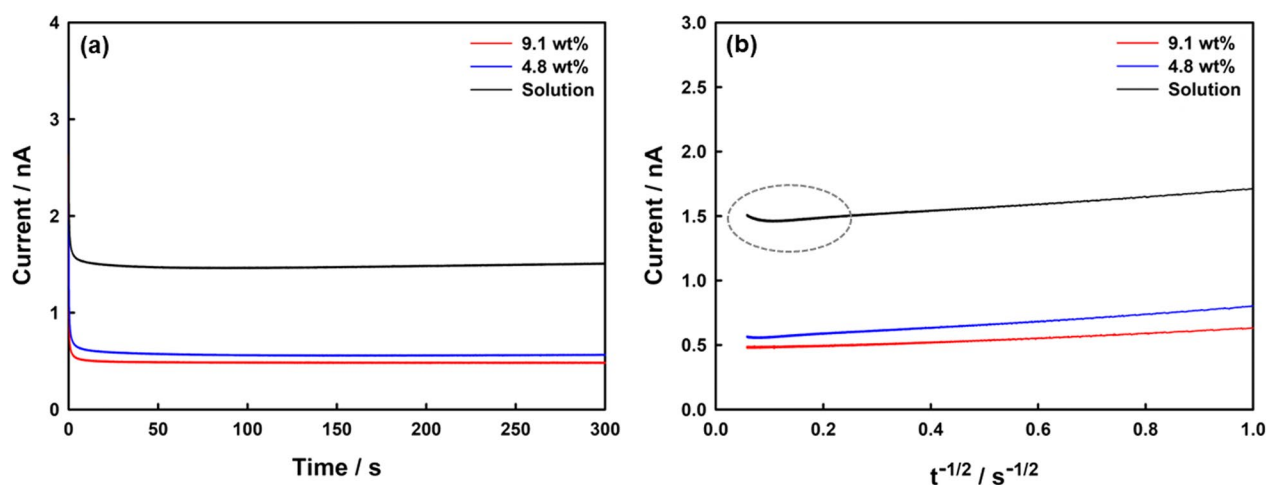 (a)
9.1 wt%
4.8 wt%
Solution
Current / nA
4
3
2
1
0
0 50 100 150 200 250 300
Time / s
(b)
9.1 wt%
4.8 wt%
Solution
Current / nA
3.0
2.5
2.0
1.5
1.0
0.5
0.0
0.0 0.2 0.4 0.6 0.8 1.0
t-1/2 / s-1/2